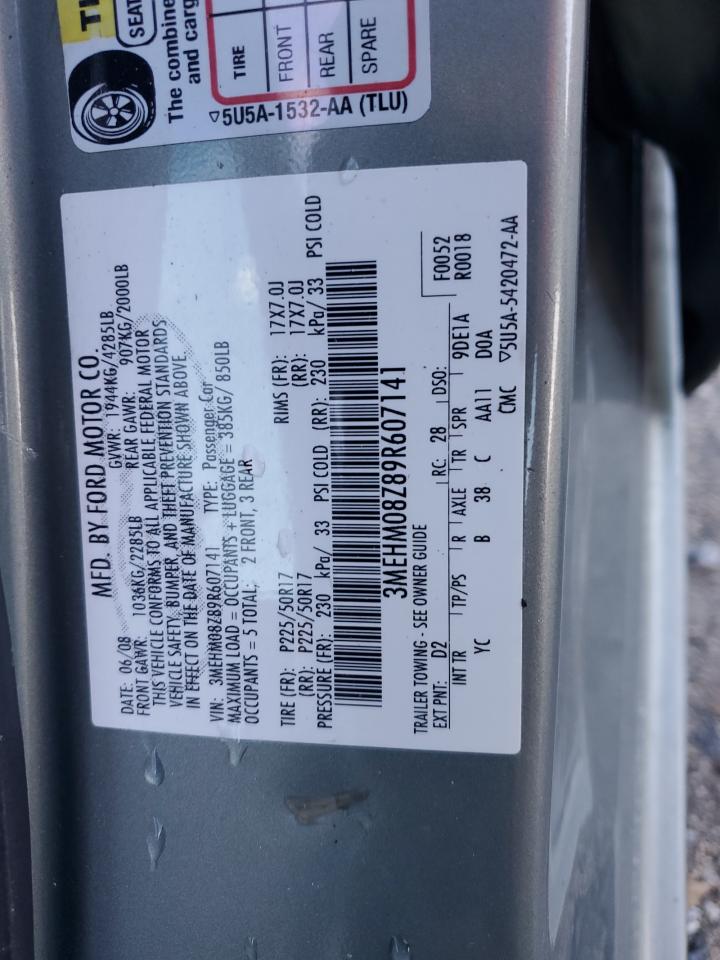 TI
SEAT
The combine
and carg
TIRE
FRONT
REAR
SPARE
5U5A-1532-AA (TLU)
MFD. BY FORD MOTOR CO.
DATE: 06/08 GVWR: 1944KG/4285LB
FRONT GAWR: 1036KG/2285LB REAR GAWR: 907KG/2000LB
THIS VEHICLE CONFORMS TO ALL APPLICABLE FEDERAL MOTOR
VEHICLE SAFETY, BUMPER, AND THEFT PREVENTION STANDARDS
IN EFFECT ON THE DATE OF MANUFACTURE SHOWN ABOVE.
VIN: 3MEHM08Z89R607141 TYPE: Passenger Car
MAXIMUM LOAD = OCCUPANTS + LUGGAGE = 385KG/ 850LB
OCCUPANTS = 5 TOTAL: 2 FRONT, 3 REAR
TIRE (FR): P225/50R17 RIMS (FR): 17X7.0J
(RR): P225/50R17 (RR): 17X7.0J
PRESSURE (FR): 230 kPa/ 33 PSI COLD (RR): 230 kPa/ 33 PSI COLD
3MEHM08Z89R607141
TRAILER TOWING - SEE OWNER GUIDE F0052
EXT PNT: D2 RC: 28 DSO: 9DE1A R0018
INT TR TP/PS R AXLE TR SPR D0A
YC B 38 C AA11
CMC 5U5A-5420472-AA